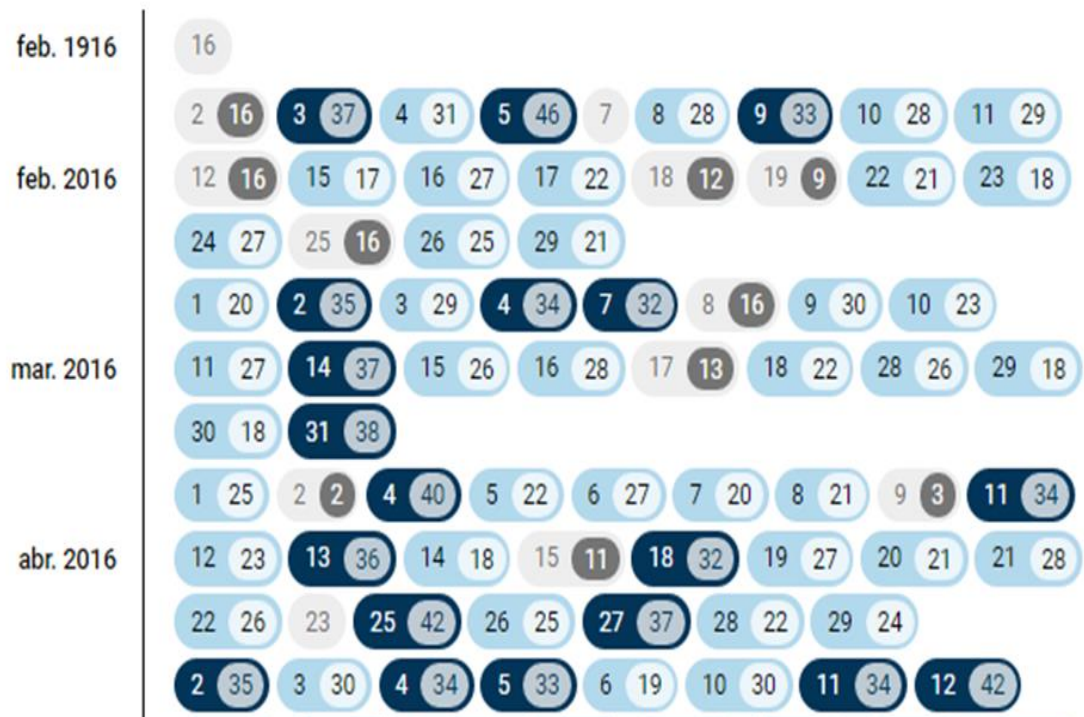 feb. 1916 16
2 16 3 37 4 31 5 46 7 8 28 9 33 10 28 11 29
feb. 2016 12 16 15 17 16 27 17 22 18 12 19 9 22 21 23 18
24 27 25 16 26 25 29 21
1 20 2 35 3 29 4 34 7 32 8 16 9 30 10 23
mar. 2016 11 27 14 37 15 26 16 28 17 13 18 22 28 26 29 18
30 18 31 38
1 25 2 2 4 40 5 22 6 27 7 20 8 21 9 3 11 34
abr. 2016 12 23 13 36 14 18 15 11 18 32 19 27 20 21 21 28
22 26 23 25 42 26 25 27 37 28 22 29 24
2 35 3 30 4 34 5 33 6 19 10 30 11 34 12 42